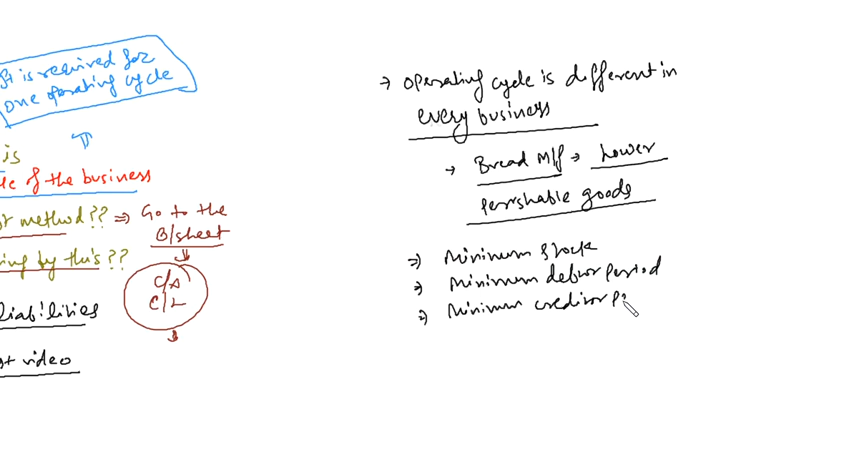 It is required for
one operating cycle
is
of the business
method?? ⇒ Go to the
B/sheet
by this??
C/A
C/L
liabilities
video
→ operating cycle is different in
every business
→ Bread M/f → Lower
perishable goods
⇒ Minimum stock
⇒ Minimum debtor period
⇒ Minimum creditor P